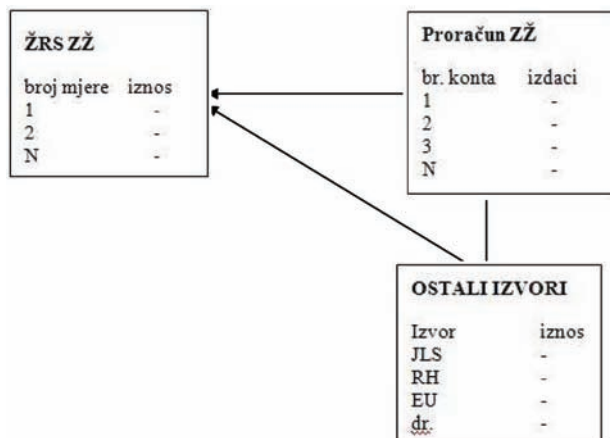 ŽRS ZŽ
broj mjere iznos
1 -
2 -
N -
Proračun ZŽ
br. konta izdaci
1 -
2 -
3 -
N -
OSTALI IZVORI
Izvor iznos
JLS -
RH -
EU -
dr. -